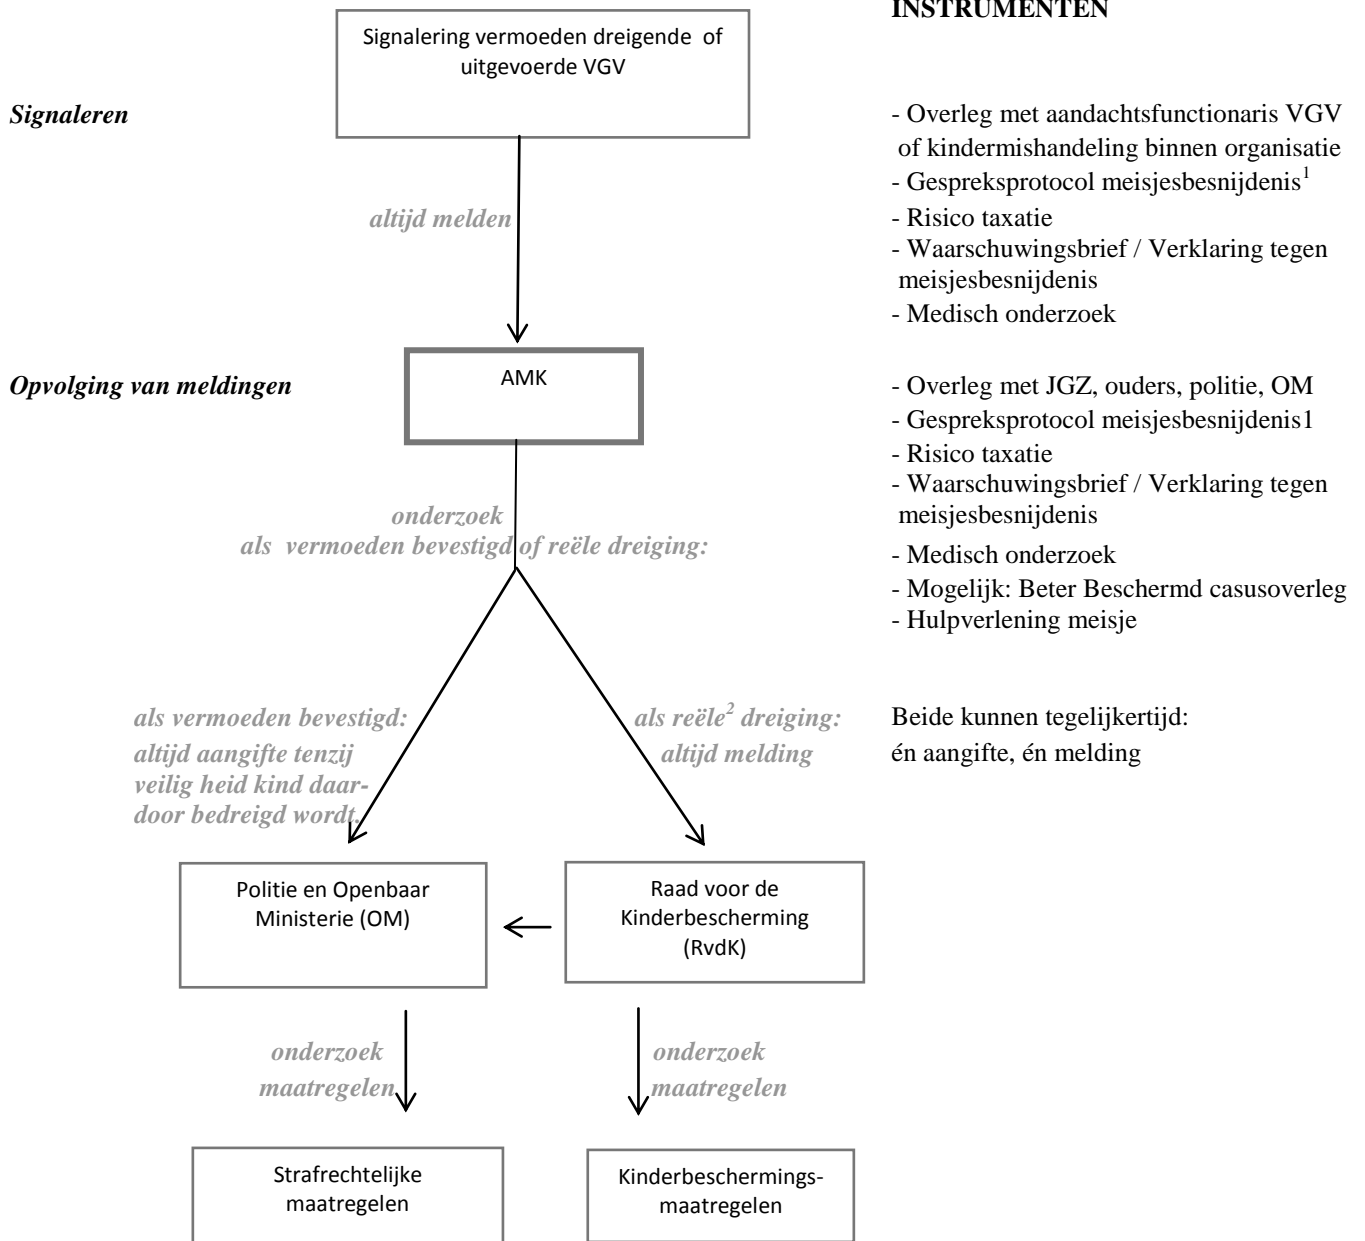 INSTRUMENTEN
Signalering vermoeden dreigende of
uitgevoerde VGV
Signaleren
- Overleg met aandachtsfunctionaris VGV
of kindermishandeling binnen organisatie
- Gespreksprotocol meisjesbesnijdenis1
- Risico taxatie
- Waarschuwingsbrief / Verklaring tegen
meisjesbesnijdenis
- Medisch onderzoek
altijd melden
Opvolging van meldingen
AMK
- Overleg met JGZ, ouders, politie, OM
- Gespreksprotocol meisjesbesnijdenis1
- Risico taxatie
- Waarschuwingsbrief / Verklaring tegen
meisjesbesnijdenis
- Medisch onderzoek
- Mogelijk: Beter Beschermd casusoverleg
- Hulpverlening meisje
onderzoek
als vermoeden bevestigd of reële dreiging:
als vermoeden bevestigd:
altijd aangifte tenzij
veilig heid kind daar-
door bedreigd wordt.
als reële2 dreiging:
altijd melding
Beide kunnen tegelijkertijd:
én aangifte, én melding
Politie en Openbaar
Ministerie (OM)
Raad voor de
Kinderbescherming
(RvdK)
onderzoek
maatregelen
onderzoek
maatregelen
Strafrechtelijke
maatregelen
Kinderbeschermings-
maatregelen